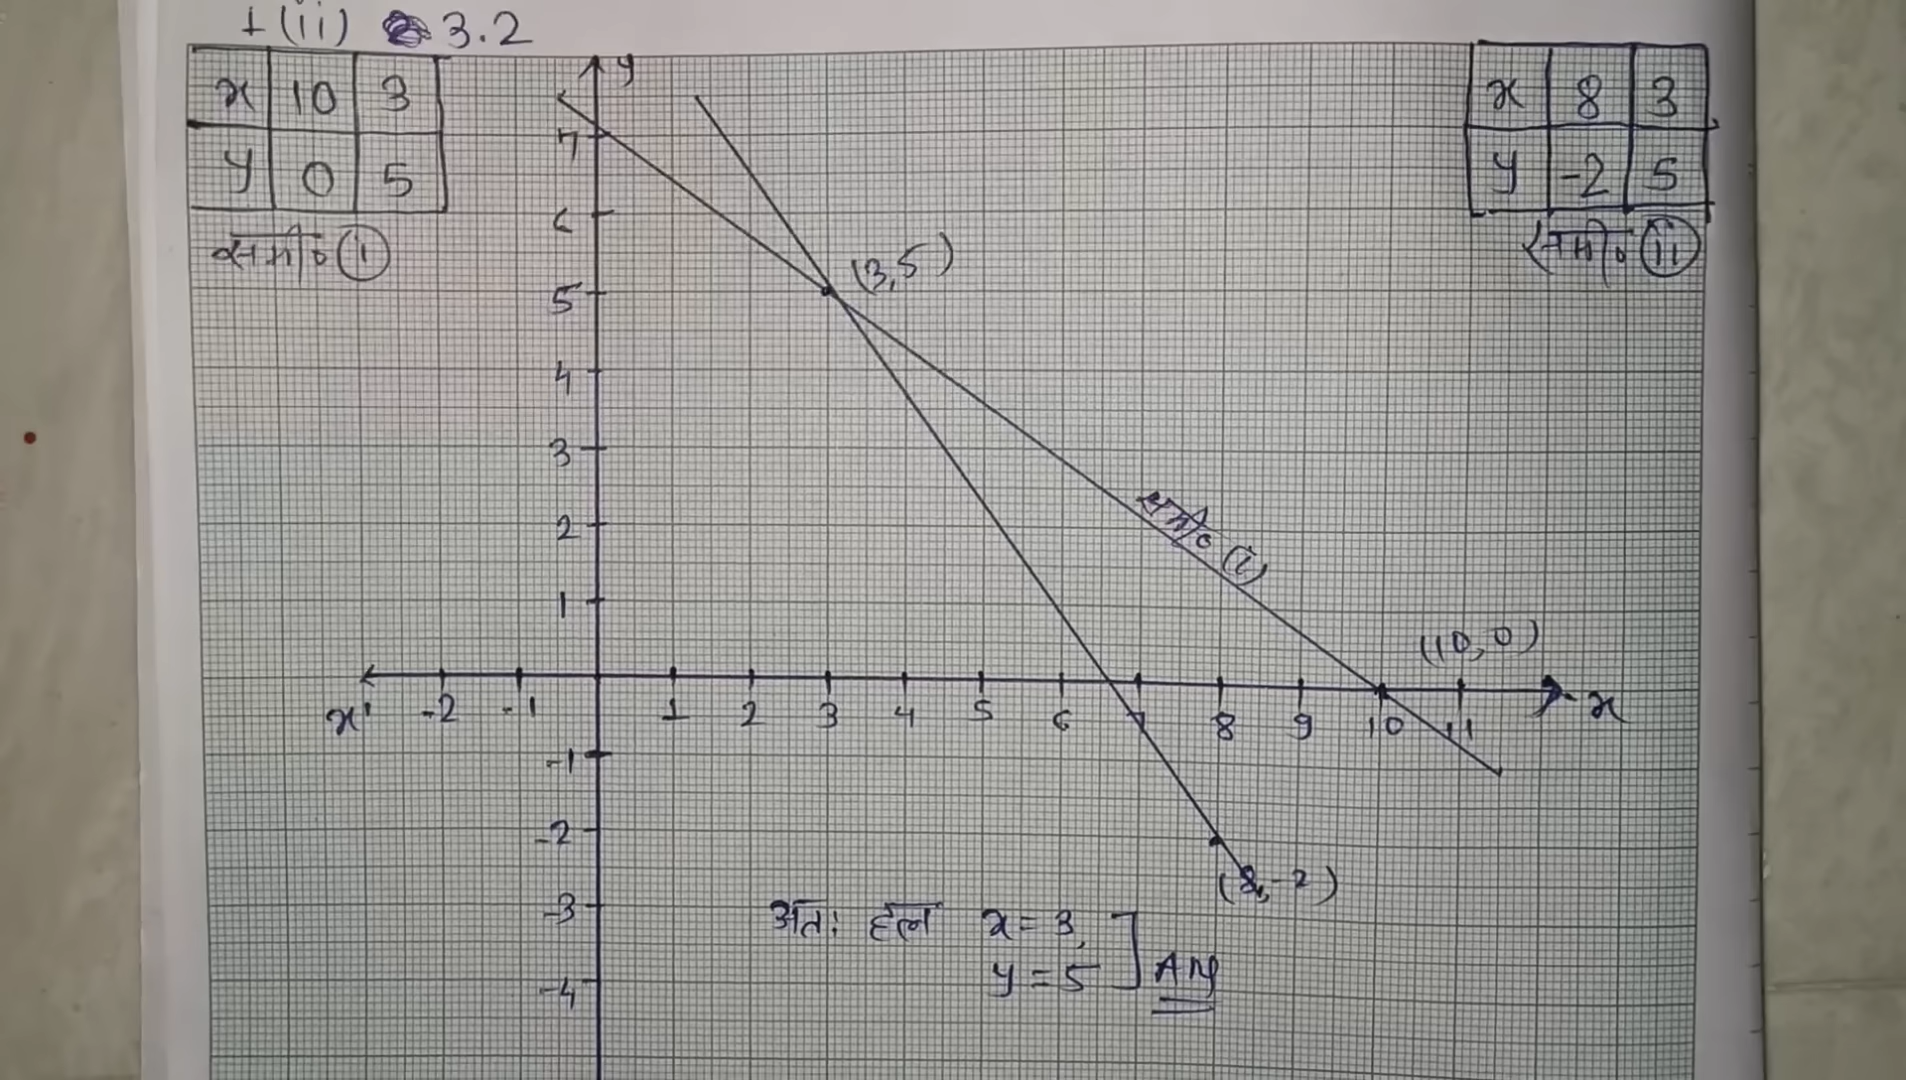 1(ii) 3.2
x 10 3
y 0 5
समी० (i)
x 8 3
y -2 5
समी० (ii)
y
7
6
(3,5)
5
4
3
समी० (i)
2
1
(10,0)
x' -2 -1 1 2 3 4 5 6 7 8 9 10 11 x
-1
-2
(8,-2)
-3
अतः हल x = 3,
y = 5 Ans
-4